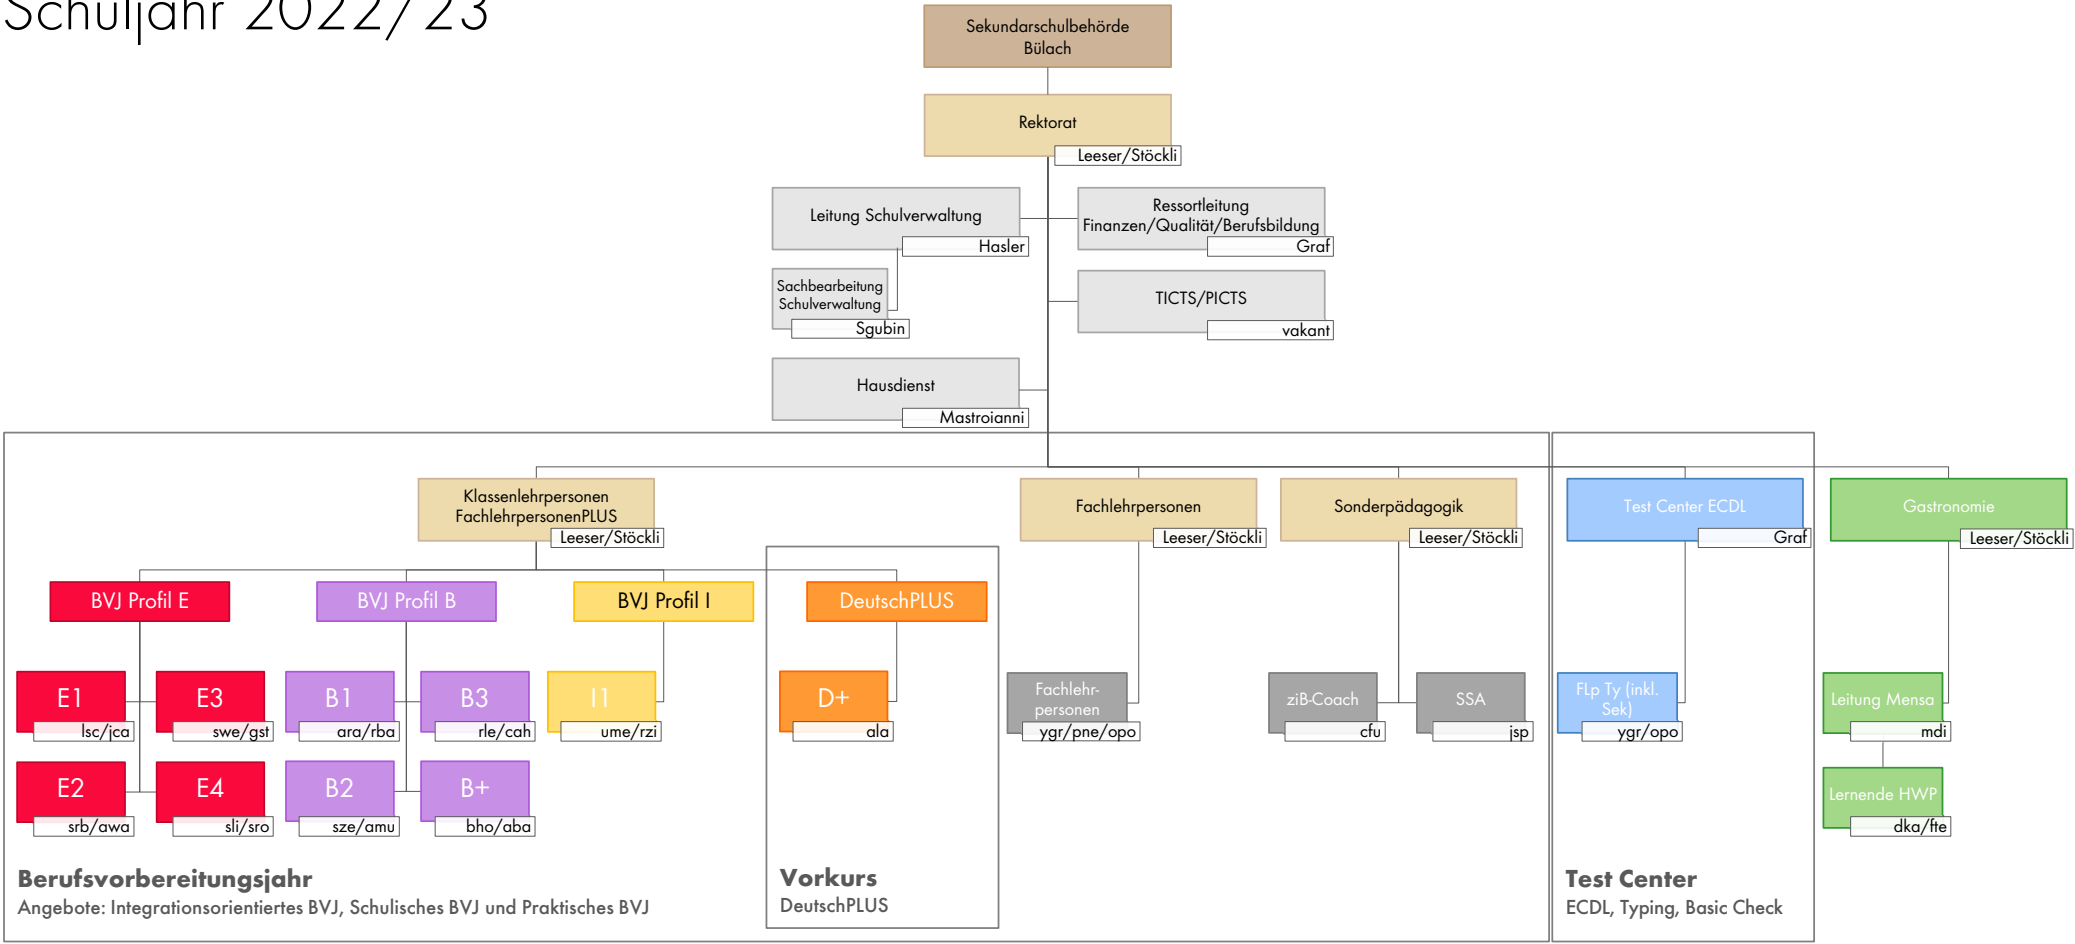 Schuljahr 2022/23
Sekundarschulbehörde
Bülach
Rektorat
Leeser/Stöckli
Leitung Schulverwaltung
Hasler
Ressortleitung
Finanzen/Qualität/Berufsbildung
Graf
Sachbearbeitung
Schulverwaltung
Sgubin
TICTS/PICTS
vakant
Hausdienst
Mastroianni
Klassenlehrpersonen
FachlehrpersonenPLUS
Leeser/Stöckli
Fachlehrpersonen
Leeser/Stöckli
Sonderpädagogik
Leeser/Stöckli
Test Center ECDL
Graf
Gastronomie
Leeser/Stöckli
BVJ Profil E
BVJ Profil B
BVJ Profil I
DeutschPLUS
E1
lsc/jca
E3
swe/gst
B1
ara/rba
B3
rle/cah
I1
ume/rzi
D+
ala
Fachlehr-
personen
ygr/pne/opo
ziB-Coach
cfu
SSA
jsp
FLp Ty (inkl.
Sek)
ygr/opo
Leitung Mensa
mdi
E2
srb/awa
E4
sli/sro
B2
sze/amu
B+
bho/aba
Lernende HWP
dka/fte
Berufsvorbereitungsjahr
Angebote: Integrationsorientiertes BVJ, Schulisches BVJ und Praktisches BVJ
Vorkurs
DeutschPLUS
Test Center
ECDL, Typing, Basic Check